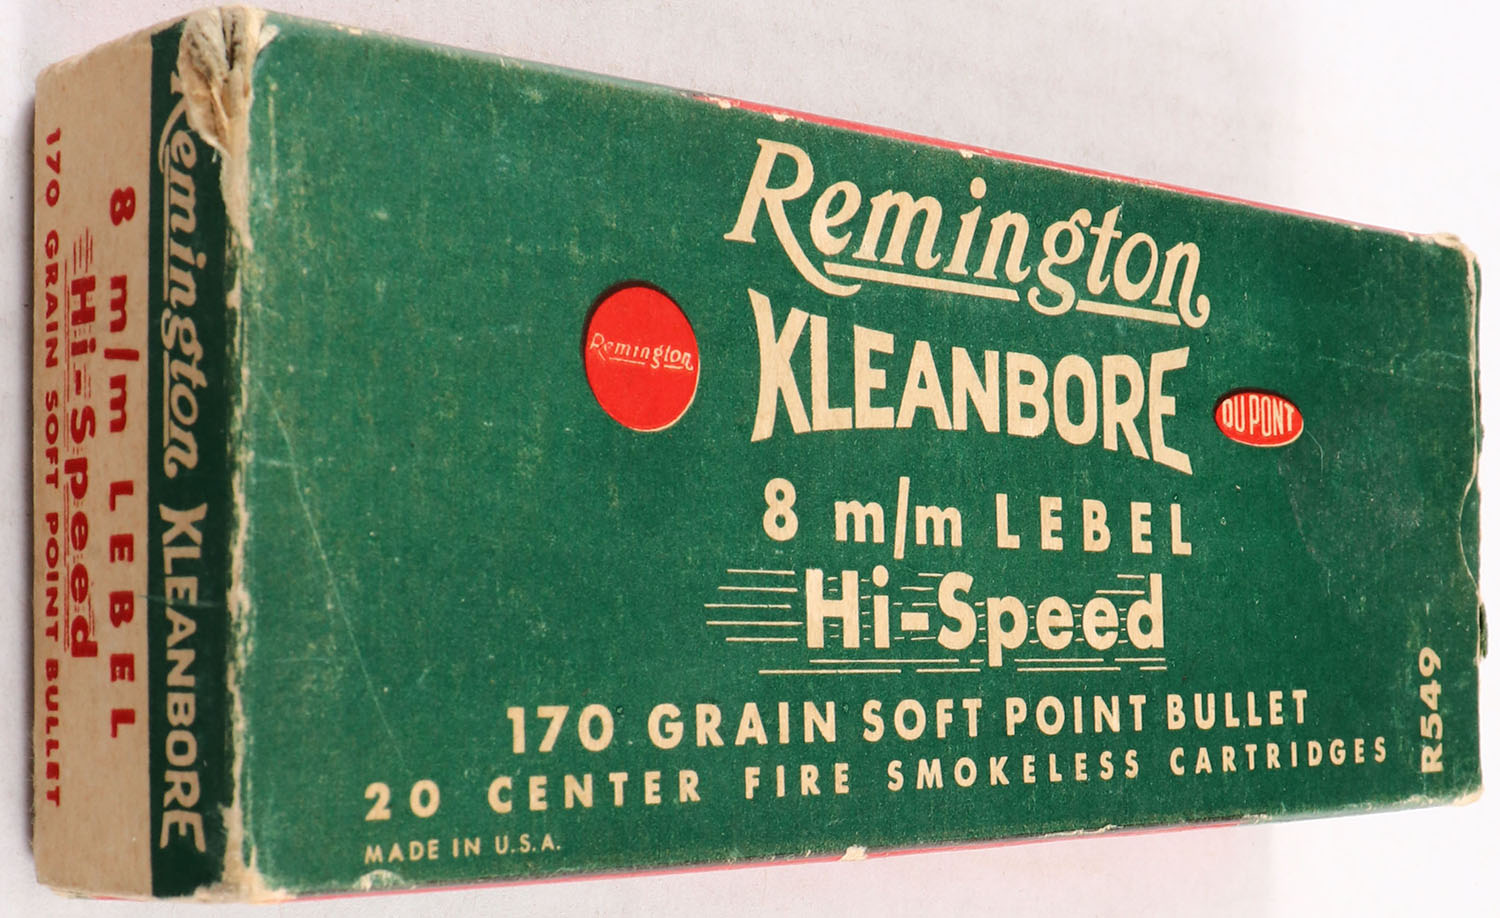 Remington
KLEANBORE
8 m/m LEBEL
Hi-Speed
170 GRAIN SOFT POINT BULLET
20 CENTER FIRE SMOKELESS CARTRIDGES
MADE IN U.S.A.
R549
Remington
DU PONT
Remington KLEANBORE
8 m/m LEBEL
Hi-Speed
170 GRAIN SOFT POINT BULLET